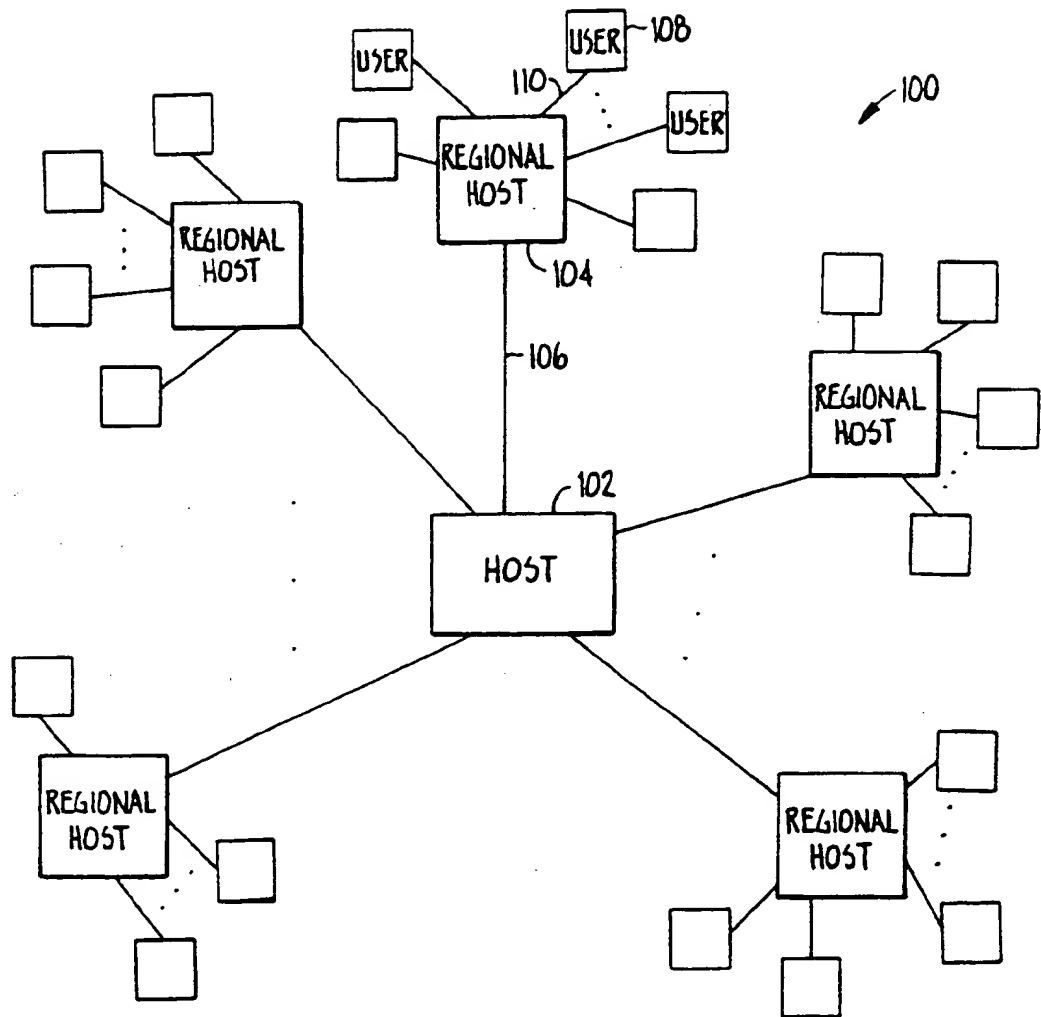 USER
USER
108
110
100
USER
REGIONAL
HOST
104
REGIONAL
HOST
106
REGIONAL
HOST
102
HOST
REGIONAL
HOST
REGIONAL
HOST